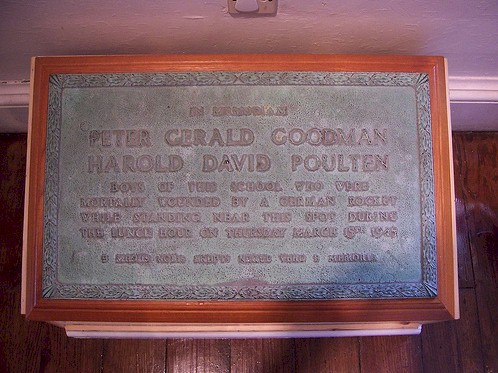 IN MEMORIAM
PETER GERALD GOODMAN
HAROLD DAVID POULTEN
BOYS OF THIS SCHOOL WHO WERE
MORTALLY WOUNDED BY A GERMAN ROCKET
WHILE STANDING NEAR THIS SPOT DURING
THE LUNCH HOUR ON THURSDAY MARCH 1945